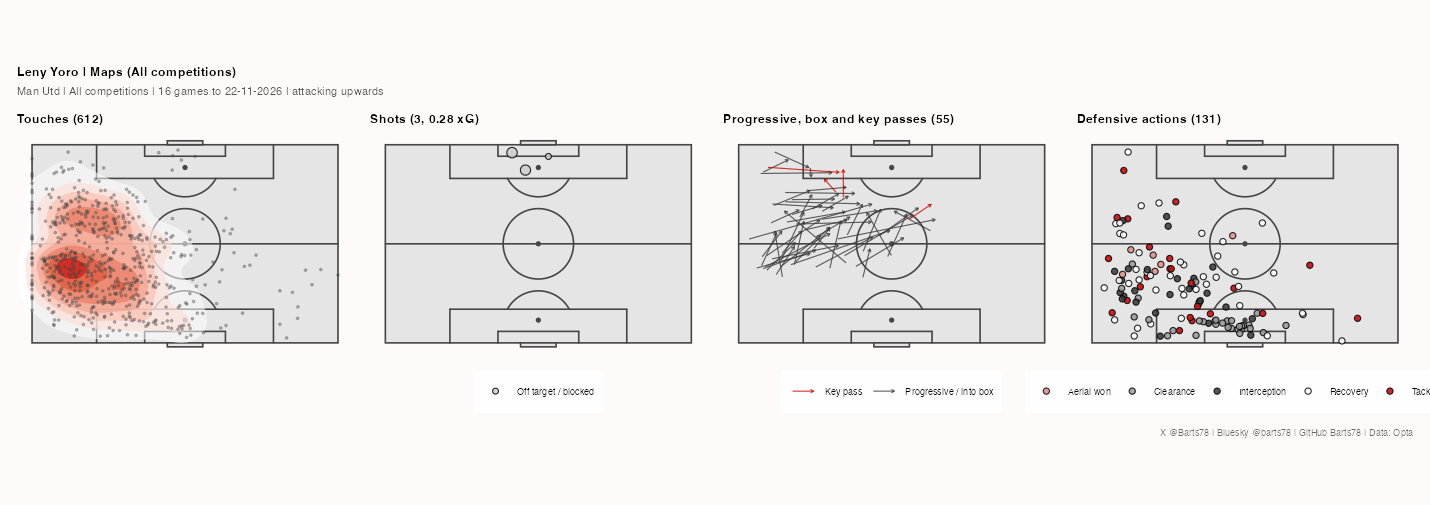 Leny Yoro | Maps (All competitions)
Man Utd | All competitions | 16 games to 22-11-2026 | attacking upwards
Touches (612)
Shots (3, 0.28 xG)
Progressive, box and key passes (55)
Defensive actions (131)
Off target / blocked
Key pass
Progressive / into box
Aerial won
Clearance
Interception
Recovery
Tack
X @Barts78 | Bluesky @barts78 | GitHub Barts78 | Data: Opta